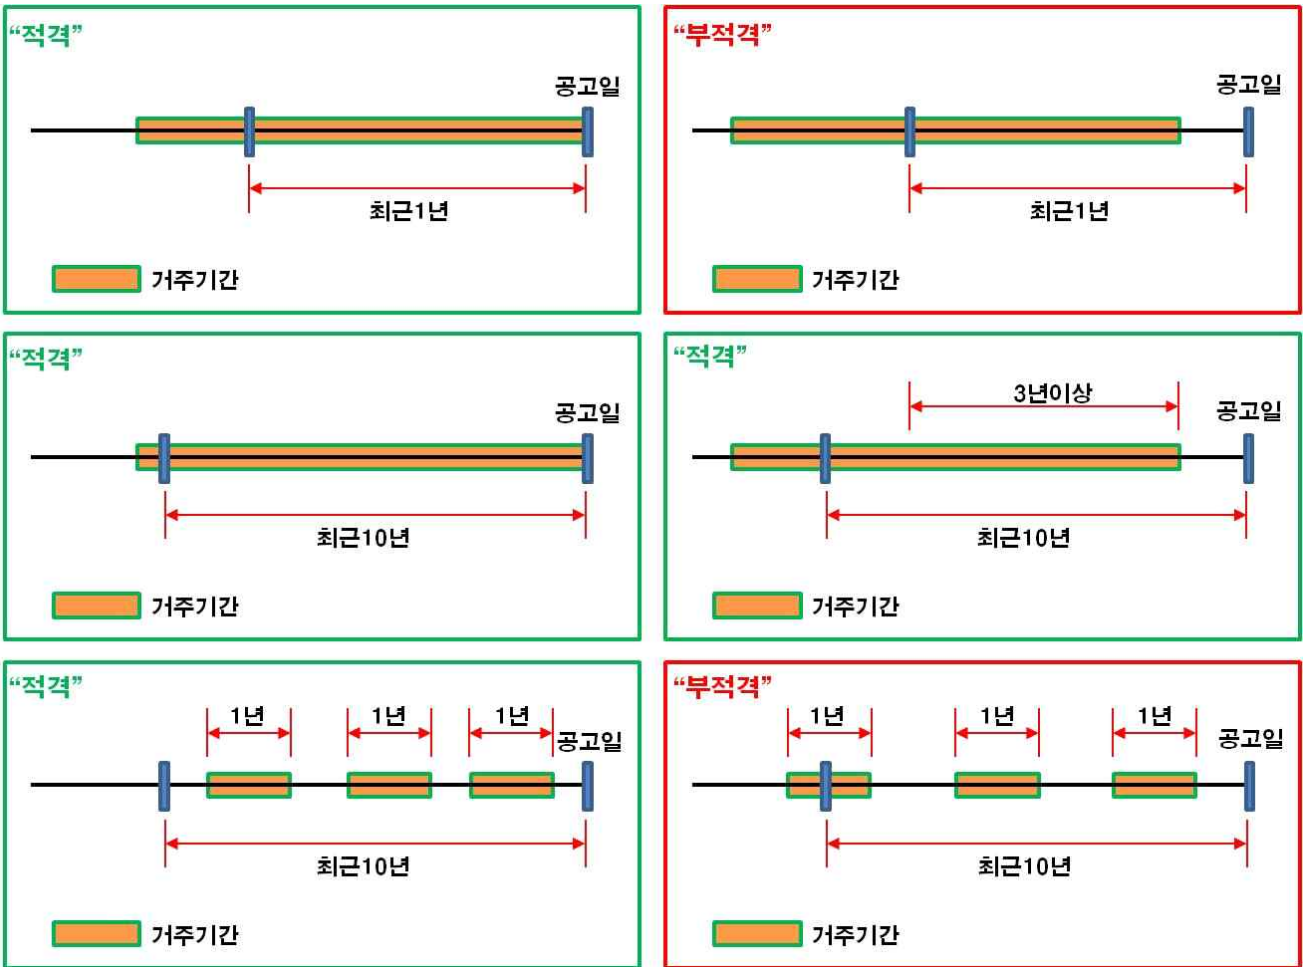 “적격”
공고일
최근1년
거주기간
“부적격”
공고일
최근1년
거주기간
“적격”
공고일
최근10년
거주기간
“적격”
3년이상
공고일
최근10년
거주기간
“적격”
1년 1년 1년
공고일
최근10년
거주기간
“부적격”
1년 1년 1년
공고일
최근10년
거주기간